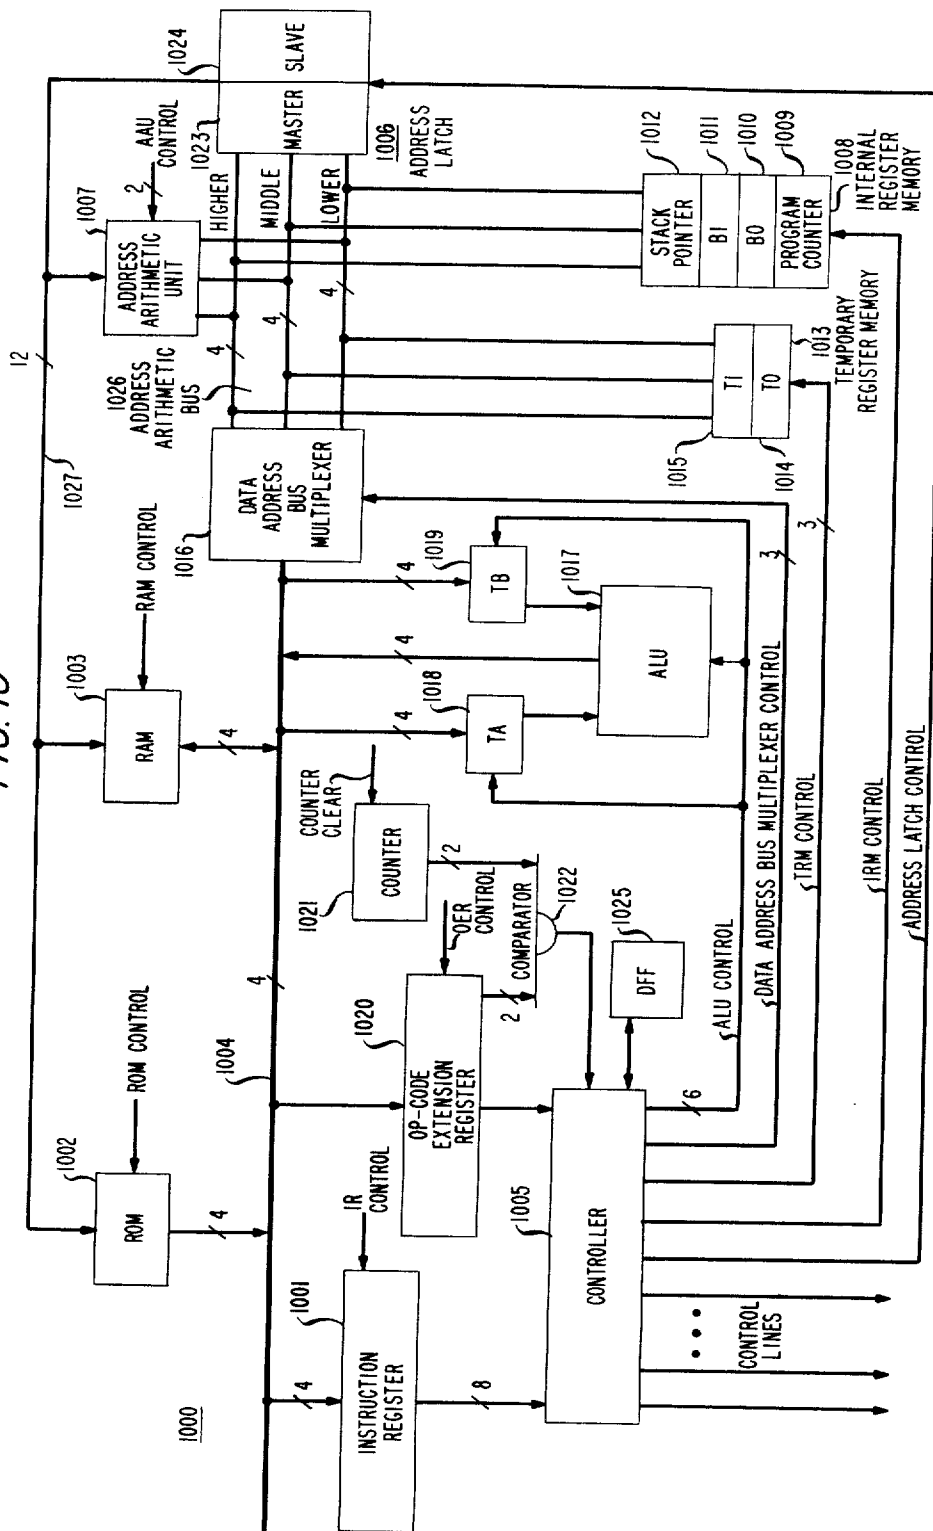 1000
1002
ROM
ROM CONTROL
4
1003
RAM
RAM CONTROL
4
1027
12
1007
ADDRESS
ARITHMETIC
UNIT
2
AAU
CONTROL
1026
ADDRESS
ARITHMETIC
BUS
4
4
4
HIGHER
MIDDLE
LOWER
1023
1024
MASTER
SLAVE
1006
ADDRESS
LATCH
1004
4
1016
DATA
ADDRESS
BUS
MULTIPLEXER
1001
4
INSTRUCTION
REGISTER
IR
CONTROL
8
1020
OP-CODE
EXTENSION
REGISTER
OER CONTROL
2
1021
COUNTER
COUNTER
CLEAR
2
COMPARATOR
1022
1018
4
TA
4
1019
4
TB
1017
ALU
1015
T1
T0
1014
1013
TEMPORARY
REGISTER MEMORY
STACK
POINTER
B1
B0
PROGRAM
COUNTER
1012
1011
1010
1009
1008
INTERNAL
REGISTER
MEMORY
1005
CONTROLLER
1025
DFF
6
ALU CONTROL
DATA ADDRESS BUS MULTIPLEXER CONTROL
3
TRM CONTROL
3
IRM CONTROL
ADDRESS LATCH CONTROL
CONTROL
LINES